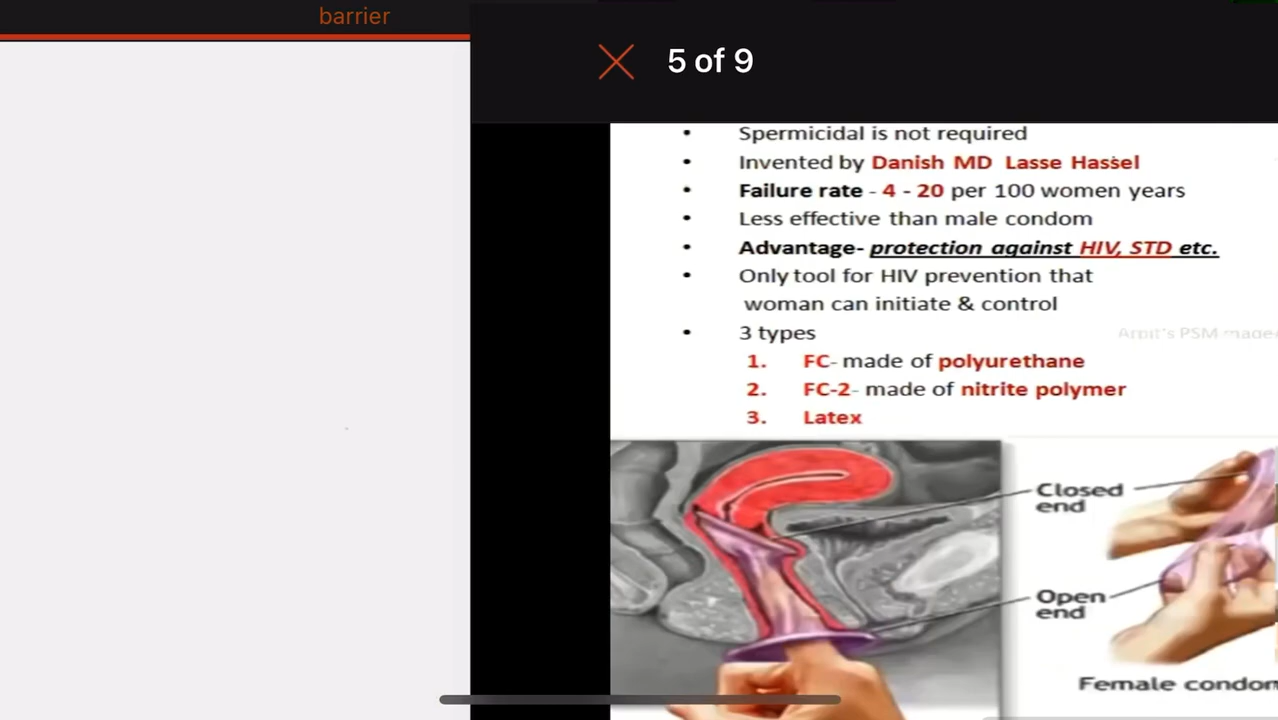 barrier
5 of 9
• Spermicidal is not required
• Invented by Danish MD Lasse Hassel
• Failure rate - 4 - 20 per 100 women years
• Less effective than male condom
• Advantage- protection against HIV, STD etc.
• Only tool for HIV prevention that
woman can initiate & control
• 3 types
Arpit's PSM
1. FC- made of polyurethane
2. FC-2- made of nitrite polymer
3. Latex
Closed
end
Open
end
Female condom